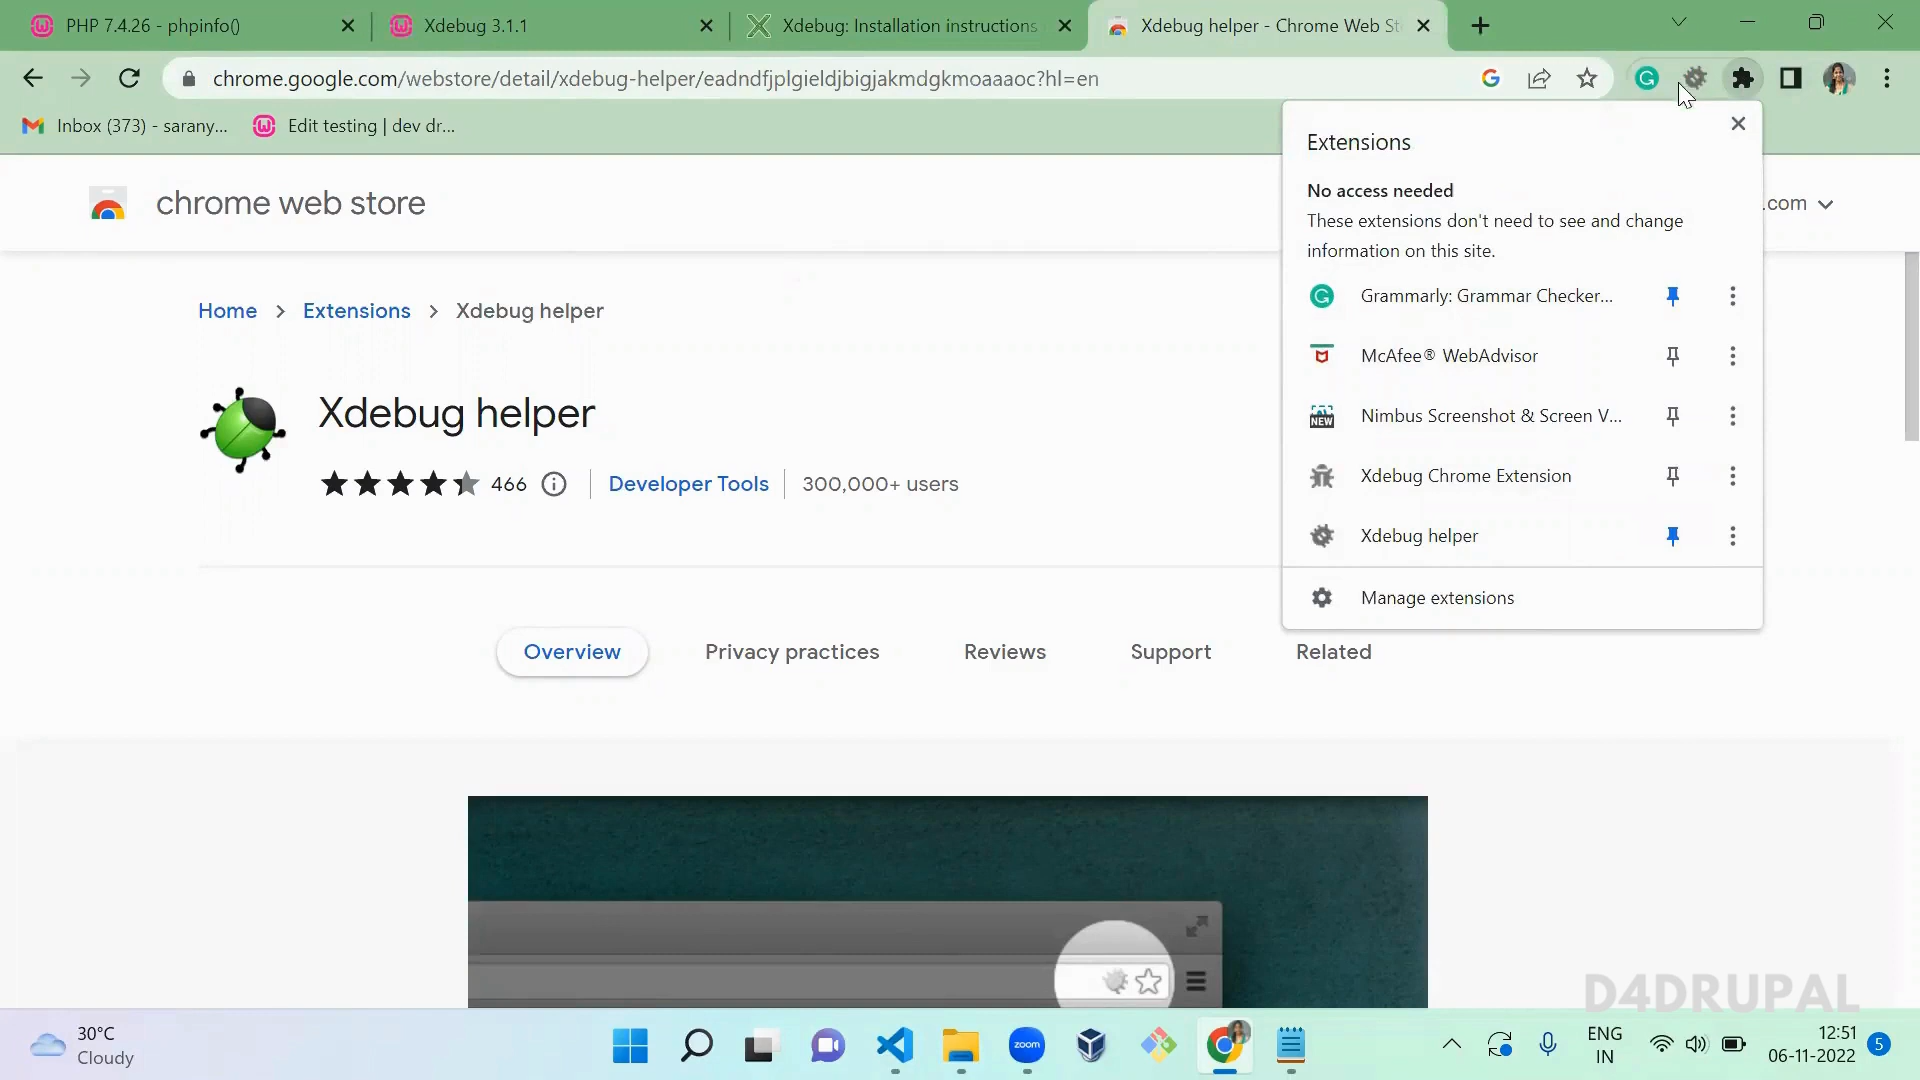 PHP 7.4.26 - phpinfo()
Xdebug 3.1.1
Xdebug: Installation instructions
Xdebug helper - Chrome Web St
chrome.google.com/webstore/detail/xdebug-helper/eadndfjplgieldjbigjakmdgkmoaaaoc?hl=en
Inbox (373) - sarany...
Edit testing | dev dr...
chrome web store
.com
Extensions
No access needed
These extensions don't need to see and change
information on this site.
Grammarly: Grammar Checker...
McAfee® WebAdvisor
NEW
Nimbus Screenshot & Screen V...
Xdebug Chrome Extension
Xdebug helper
Manage extensions
Home > Extensions > Xdebug helper
Xdebug helper
466
Developer Tools
300,000+ users
Overview
Privacy practices
Reviews
Support
Related
D4DRUPAL
30°C
Cloudy
zoom
ENG
IN
12:51
06-11-2022
5